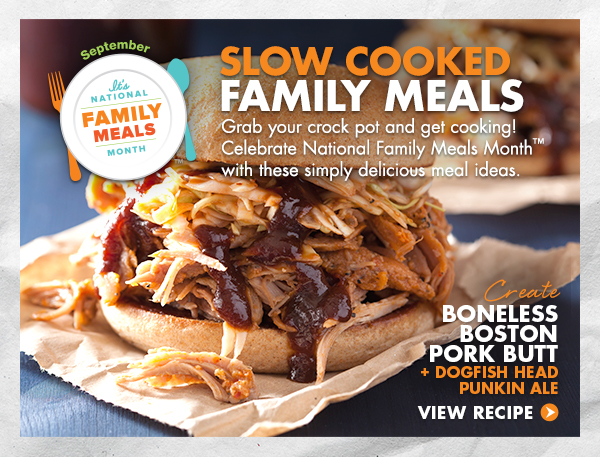 September
It's
NATIONAL
FAMILY
MEALS
MONTH
SLOW COOKED
FAMILY MEALS
Grab your crock pot and get cooking!
Celebrate National Family Meals Month™
with these simply delicious meal ideas.
Create
BONELESS
BOSTON
PORK BUTT
+ DOGFISH HEAD
PUNKIN ALE
VIEW RECIPE